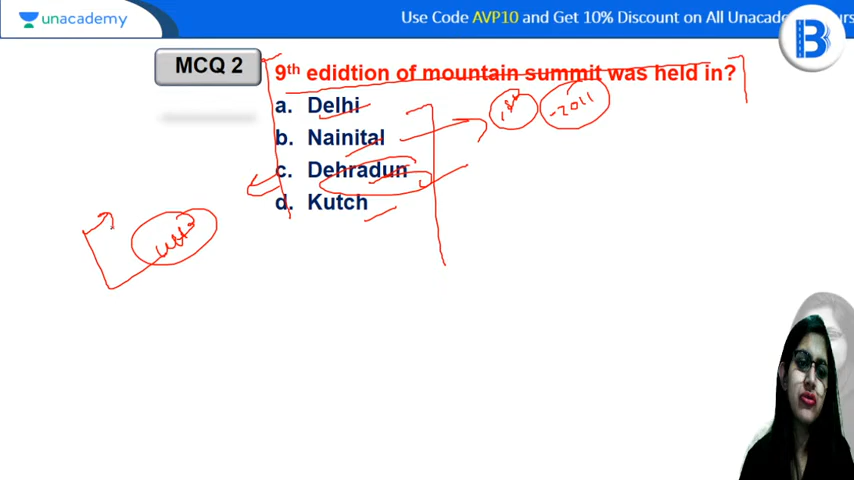 unacademy
Use Code AVP10 and Get 10% Discount on All Unacade
B
MCQ 2
9th edidtion of mountain summit was held in?
a. Delhi
b. Nainital
c. Dehradun
d. Kutch
1st
-2011